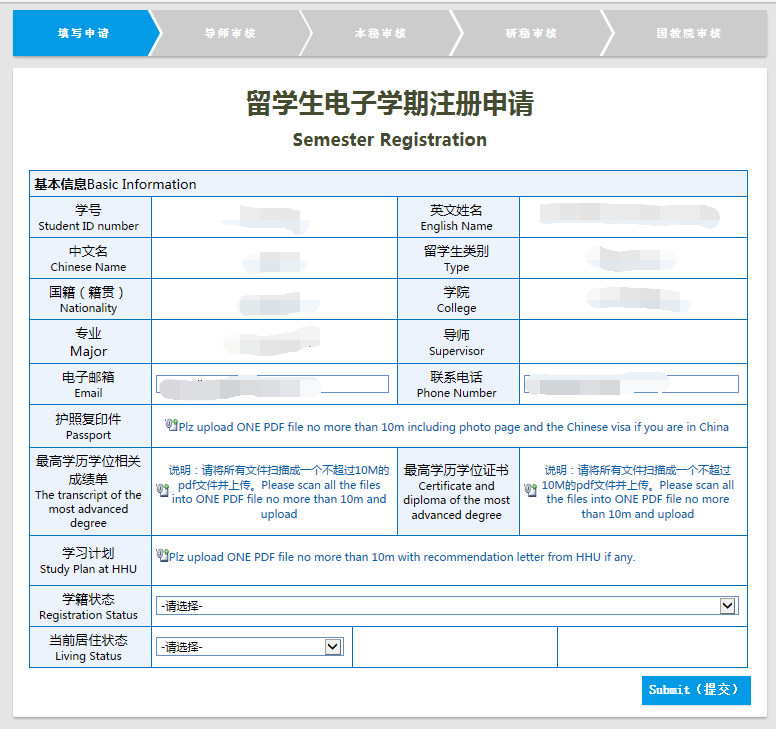 填写申请
导师审核
本秘审核
研秘审核
国教院审核
留学生电子学期注册申请
Semester Registration
基本信息Basic Information
学号
Student ID number
英文姓名
English Name
中文名
Chinese Name
留学生类别
Type
国籍（籍贯）
Nationality
学院
College
专业
Major
导师
Supervisor
电子邮箱
Email
联系电话
Phone Number
护照复印件
Passport
Plz upload ONE PDF file no more than 10m including photo page and the Chinese visa if you are in China
最高学历学位相关
成绩单
The transcript of the
most advanced
degree
说明：请将所有文件扫描成一个不超过10M的
pdf文件并上传。Please scan all the files
into ONE PDF file no more than 10m and
upload
最高学历学位证书
Certificate and
diploma of the most
advanced degree
说明：请将所有文件扫描成一个不超过
10M的pdf文件并上传。Please scan all
the files into ONE PDF file no more
than 10m and upload
学习计划
Study Plan at HHU
Plz upload ONE PDF file no more than 10m with recommendation letter from HHU if any.
学籍状态
Registration Status
-请选择-
当前居住状态
Living Status
-请选择-
Submit（提交）